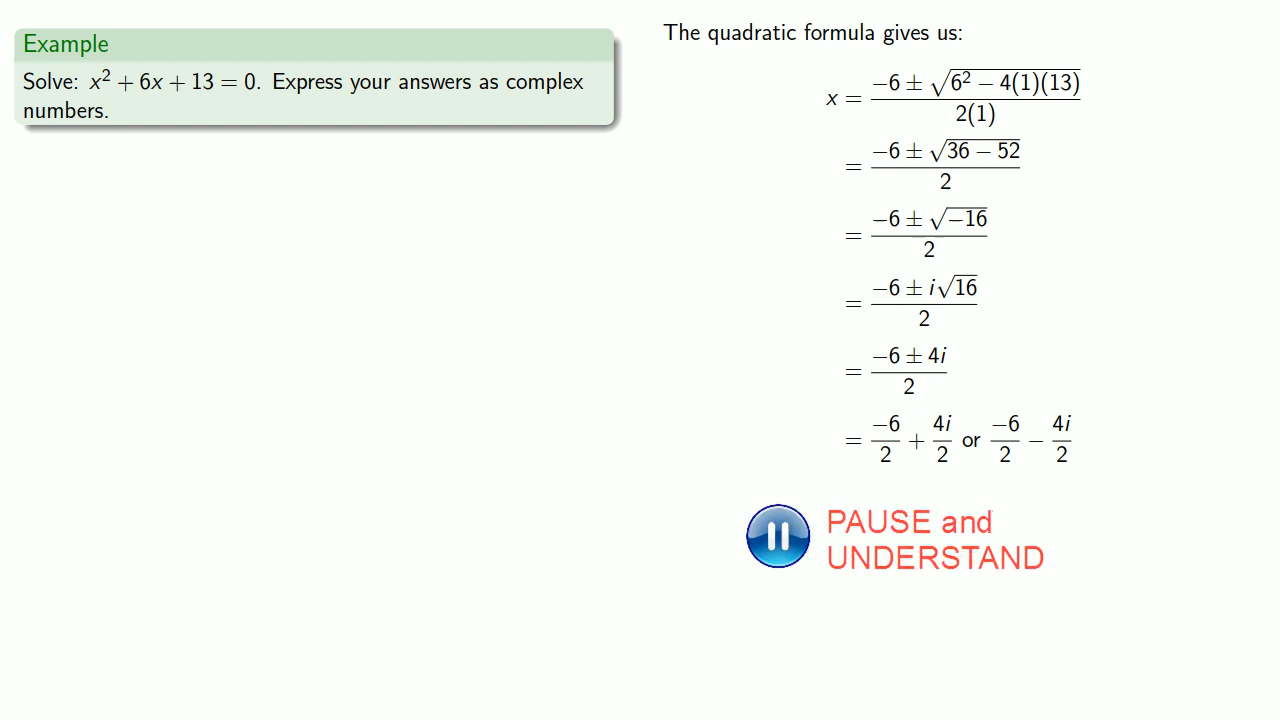 Example
Solve: x² + 6x + 13 = 0. Express your answers as complex
numbers.
The quadratic formula gives us:
x = (−6 ± √(6² − 4(1)(13))) / 2(1)
= (−6 ± √(36 − 52)) / 2
= (−6 ± √(−16)) / 2
= (−6 ± i√16) / 2
= (−6 ± 4i) / 2
= −6/2 + 4i/2 or −6/2 − 4i/2
PAUSE and
UNDERSTAND